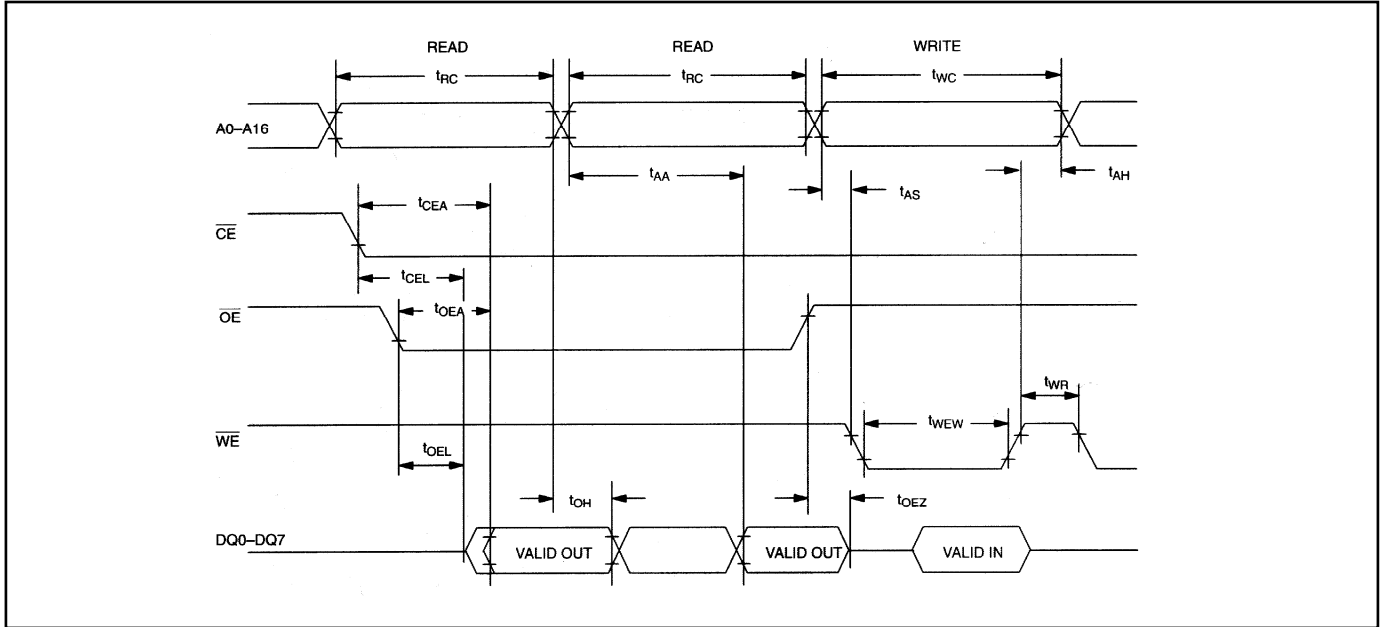 READ READ WRITE
tRC tRC tWC
A0–A16
tAA tAH
tAS
tCEA
CE
tCEL
tOEA
OE
tWR
tWEW
WE
tOEL
tOH tOEZ
DQ0–DQ7
VALID OUT VALID OUT VALID IN